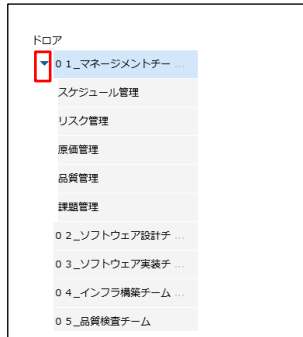 ドロア
０１_マネージメントチー ...
スケジュール管理
リスク管理
原価管理
品質管理
課題管理
０２_ソフトウェア設計チ ...
０３_ソフトウェア実装チ ...
０４_インフラ構築チーム ...
０５_品質検査チーム